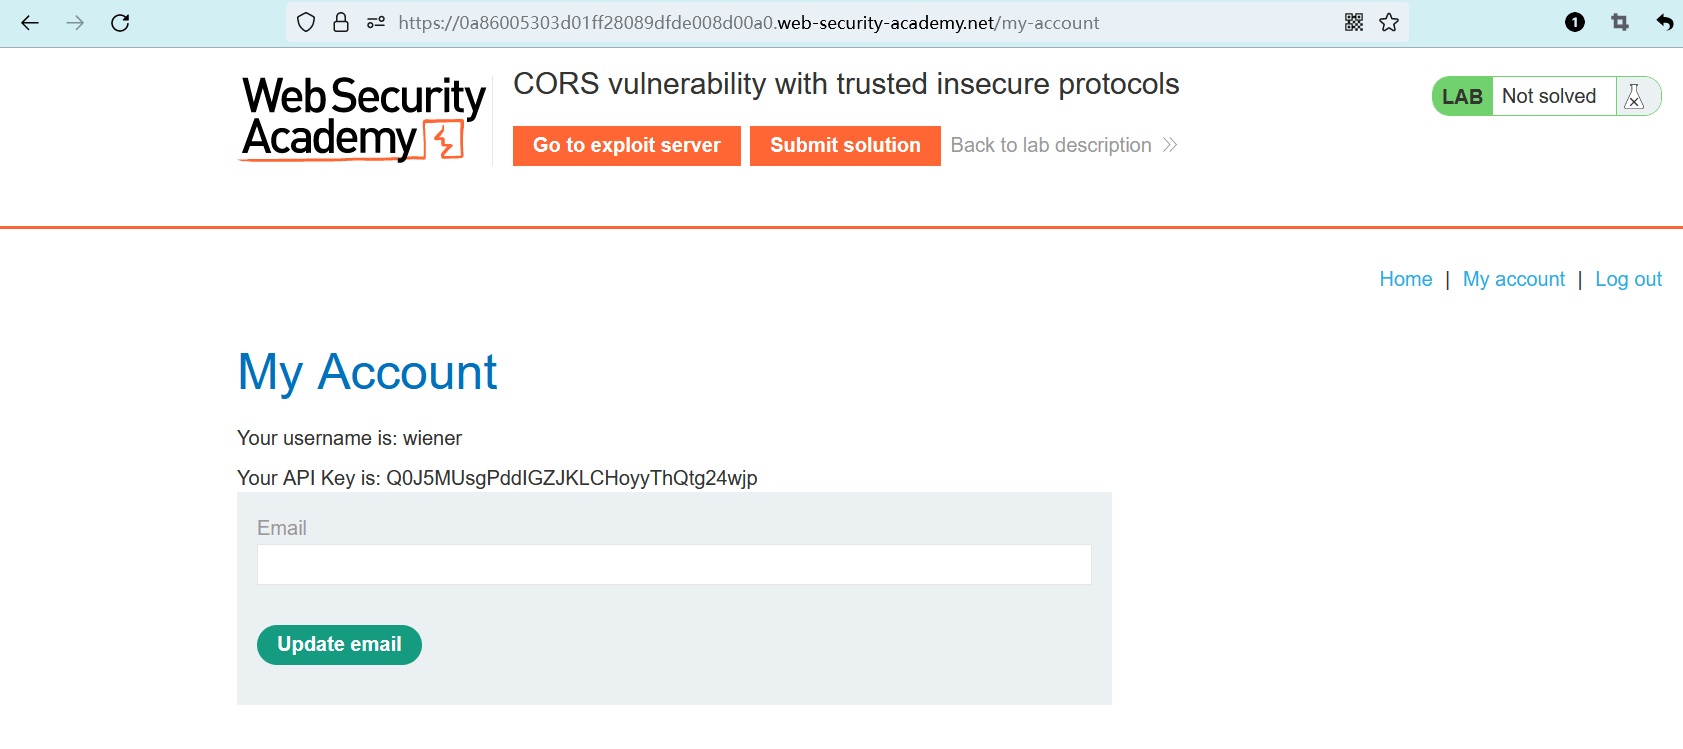 https://0a86005303d01ff28089dfde008d00a0.web-security-academy.net/my-account
1
Web Security
Academy
CORS vulnerability with trusted insecure protocols
LAB Not solved
Go to exploit server Submit solution Back to lab description
Home | My account | Log out
My Account
Your username is: wiener
Your API Key is: Q0J5MUsgPddIGZJKLCHoyyThQtg24wjp
Email
Update email